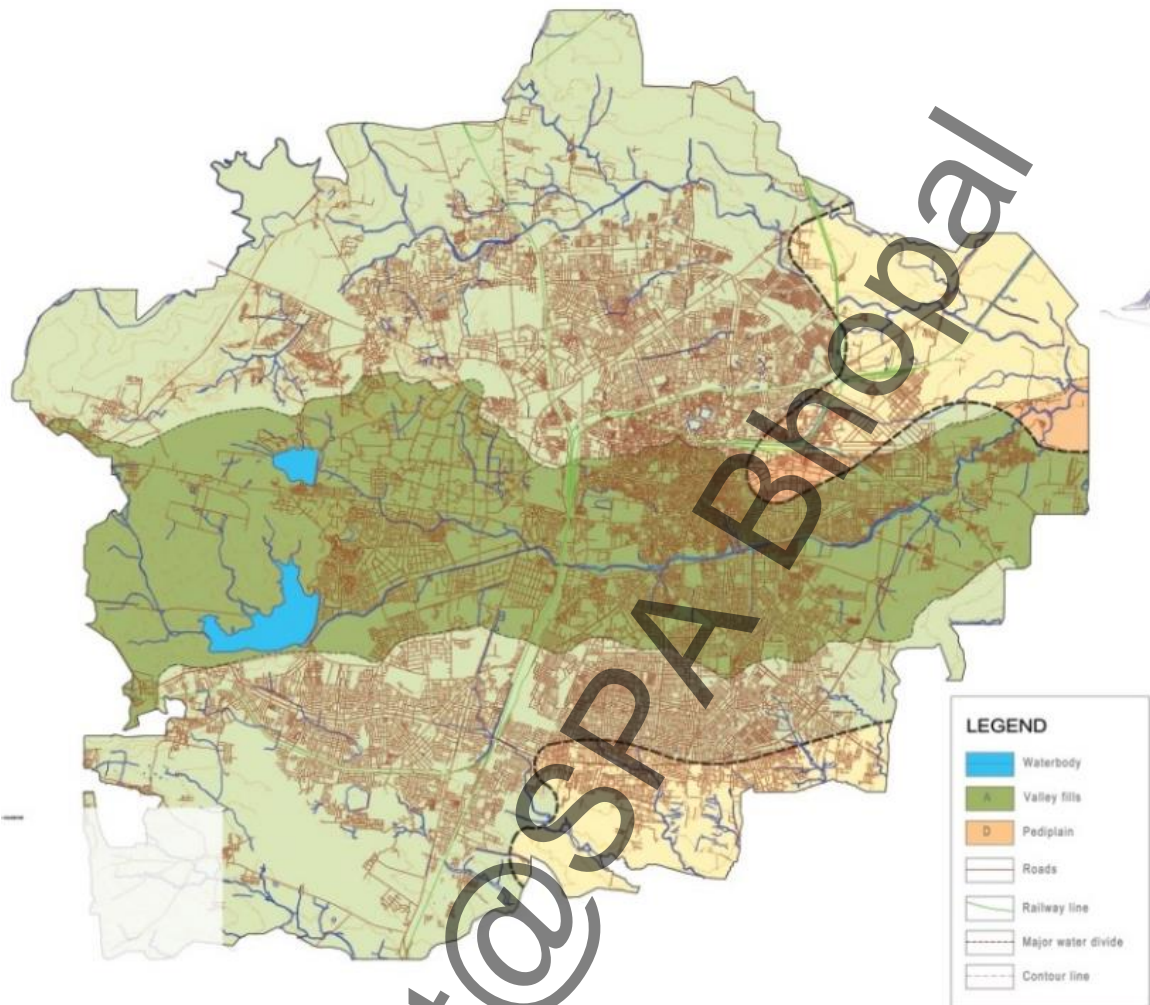 t@SPA Bhopal
LEGEND
Waterbody
A Valley fills
D Pediplain
Roads
Railway line
Major water divide
Contour line